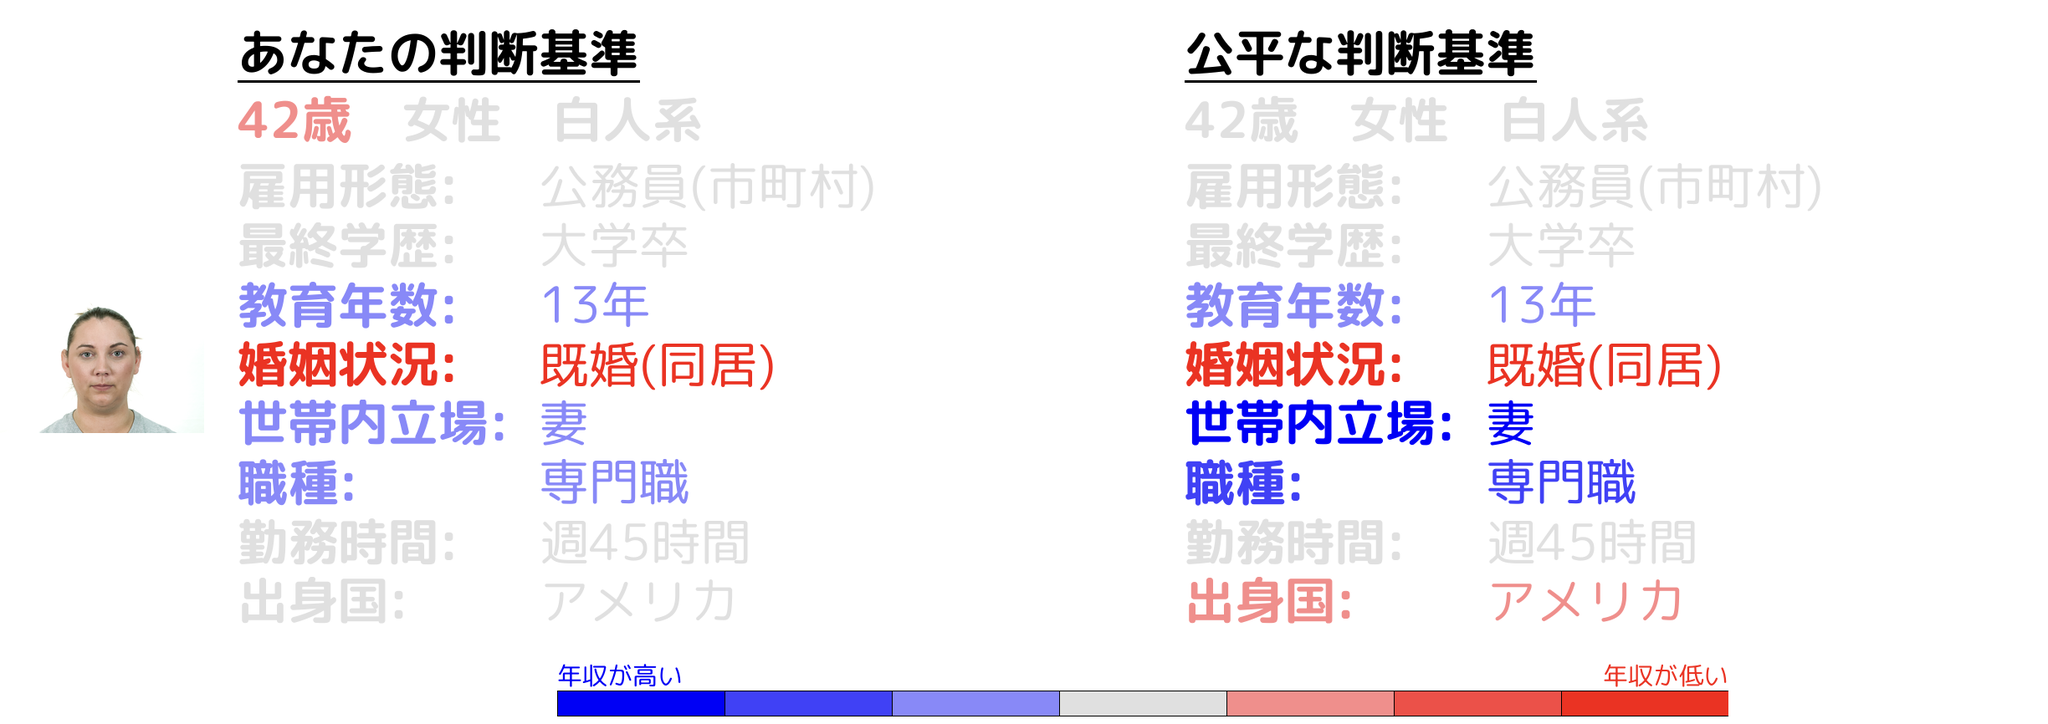 あなたの判断基準
42歳 女性 白人系
雇用形態: 公務員(市町村)
最終学歴: 大学卒
教育年数: 13年
婚姻状況: 既婚(同居)
世帯内立場: 妻
職種: 専門職
勤務時間: 週45時間
出身国: アメリカ
公平な判断基準
42歳 女性 白人系
雇用形態: 公務員(市町村)
最終学歴: 大学卒
教育年数: 13年
婚姻状況: 既婚(同居)
世帯内立場: 妻
職種: 専門職
勤務時間: 週45時間
出身国: アメリカ
年収が高い
年収が低い